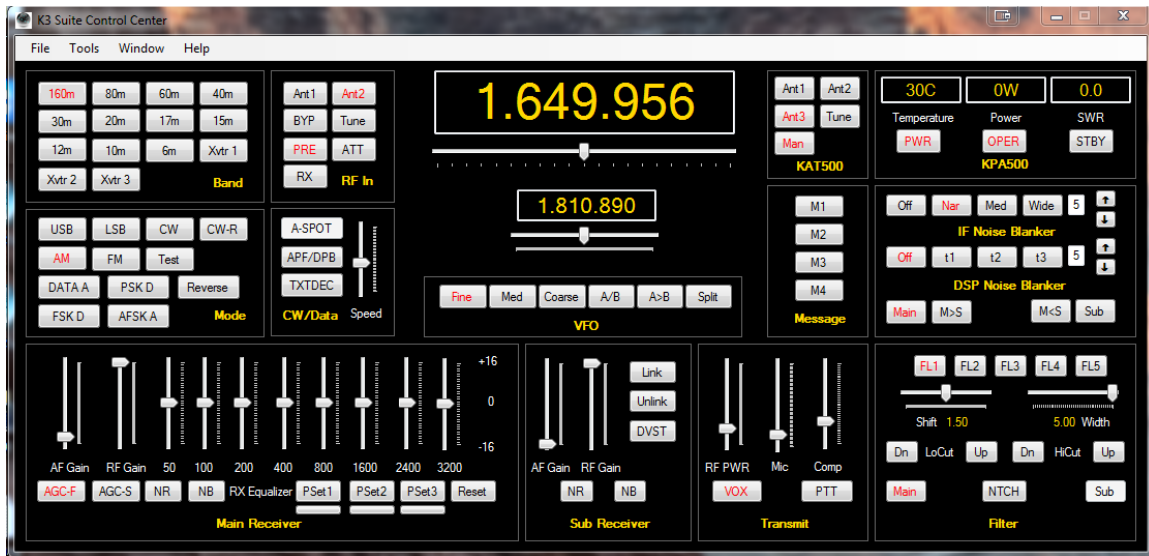 K3 Suite Control Center
File Tools Window Help
160m 80m 60m 40m
30m 20m 17m 15m
12m 10m 6m Xvtr 1
Xvtr 2 Xvtr 3 Band
Ant1 Ant2
BYP Tune
PRE ATT
RX RF In
1.649.956
1.810.890
Ant1 Ant2
Ant3 Tune
Man
KAT500
30C 0W 0.0
Temperature Power SWR
PWR OPER STBY
KPA500
USB LSB CW CW-R
AM FM Test
DATA A PSK D Reverse
FSK D AFSK A Mode
A-SPOT
APF/DPB
TXTDEC
CW/Data Speed
Fine Med Coarse A/B A>B Split
VFO
M1
M2
M3
M4
Message
Off Nar Med Wide 5
IF Noise Blanker
Off t1 t2 t3 5
DSP Noise Blanker
Main M>S M<S Sub
+16
0
-16
AF Gain RF Gain 50 100 200 400 800 1600 2400 3200
AGC-F AGC-S NR NB RX Equalizer PSet1 PSet2 PSet3 Reset
Main Receiver
Link
Unlink
DVST
AF Gain RF Gain
NR NB
Sub Receiver
RF PWR Mic Comp
VOX PTT
Transmit
FL1 FL2 FL3 FL4 FL5
Shift 1.50 5.00 Width
Dn LoCut Up Dn HiCut Up
Main NTCH Sub
Filter